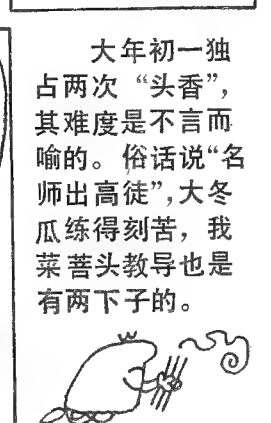 大年初一独
占两次“头香”，
其难度是不言而
喻的。俗话说“名
师出高徒”，大冬
瓜练得刻苦，我
菜菩头教导也是
有两下子的。